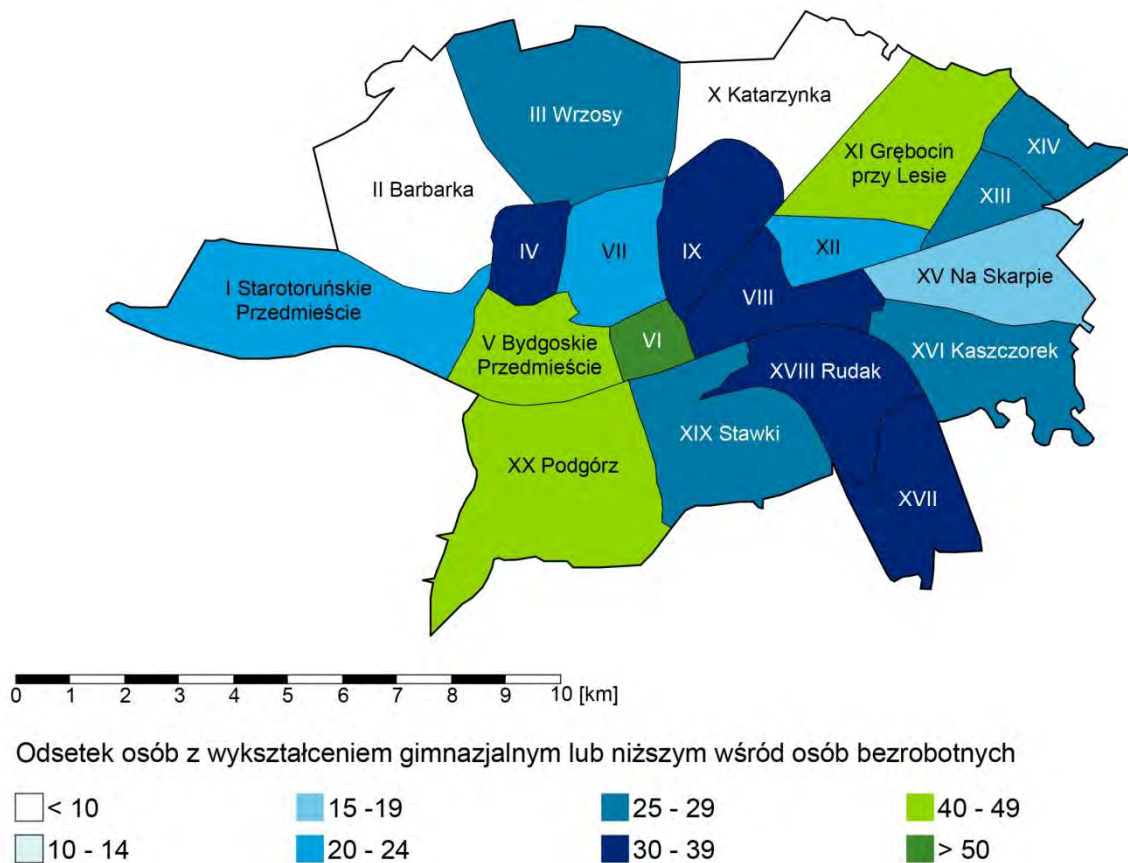 X Katarzynka
III Wrzosy
XI Grębocin
przy Lesie
XIV
II Barbarka
XIII
IV
VII
IX
XII
I Starotoruńskie
Przedmieście
VIII
XV Na Skarpie
V Bydgoskie
Przedmieście
VI
XVI Kaszczorek
XVIII Rudak
XIX Stawki
XX Podgórz
XVII
0 1 2 3 4 5 6 7 8 9 10 [km]
Odsetek osób z wykształceniem gimnazjalnym lub niższym wśród osób bezrobotnych
< 10
15 -19
25 - 29
40 - 49
10 - 14
20 - 24
30 - 39
> 50